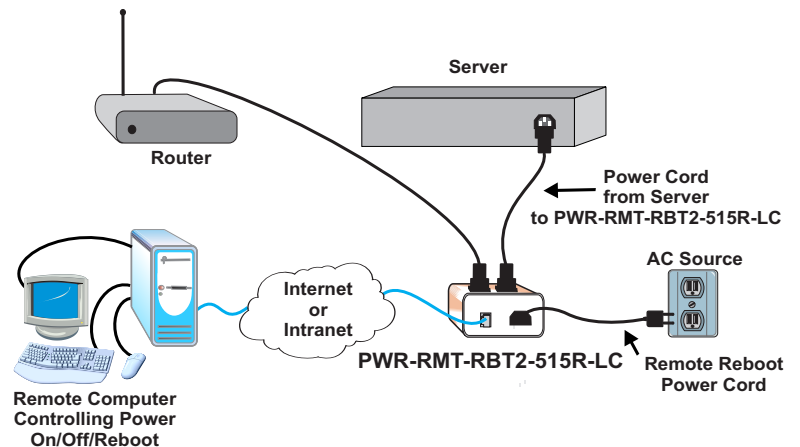 Server
Router
Power Cord
from Server
to PWR-RMT-RBT2-515R-LC
AC Source
Internet
or
Intranet
PWR-RMT-RBT2-515R-LC
Remote Reboot
Power Cord
Remote Computer
Controlling Power
On/Off/Reboot